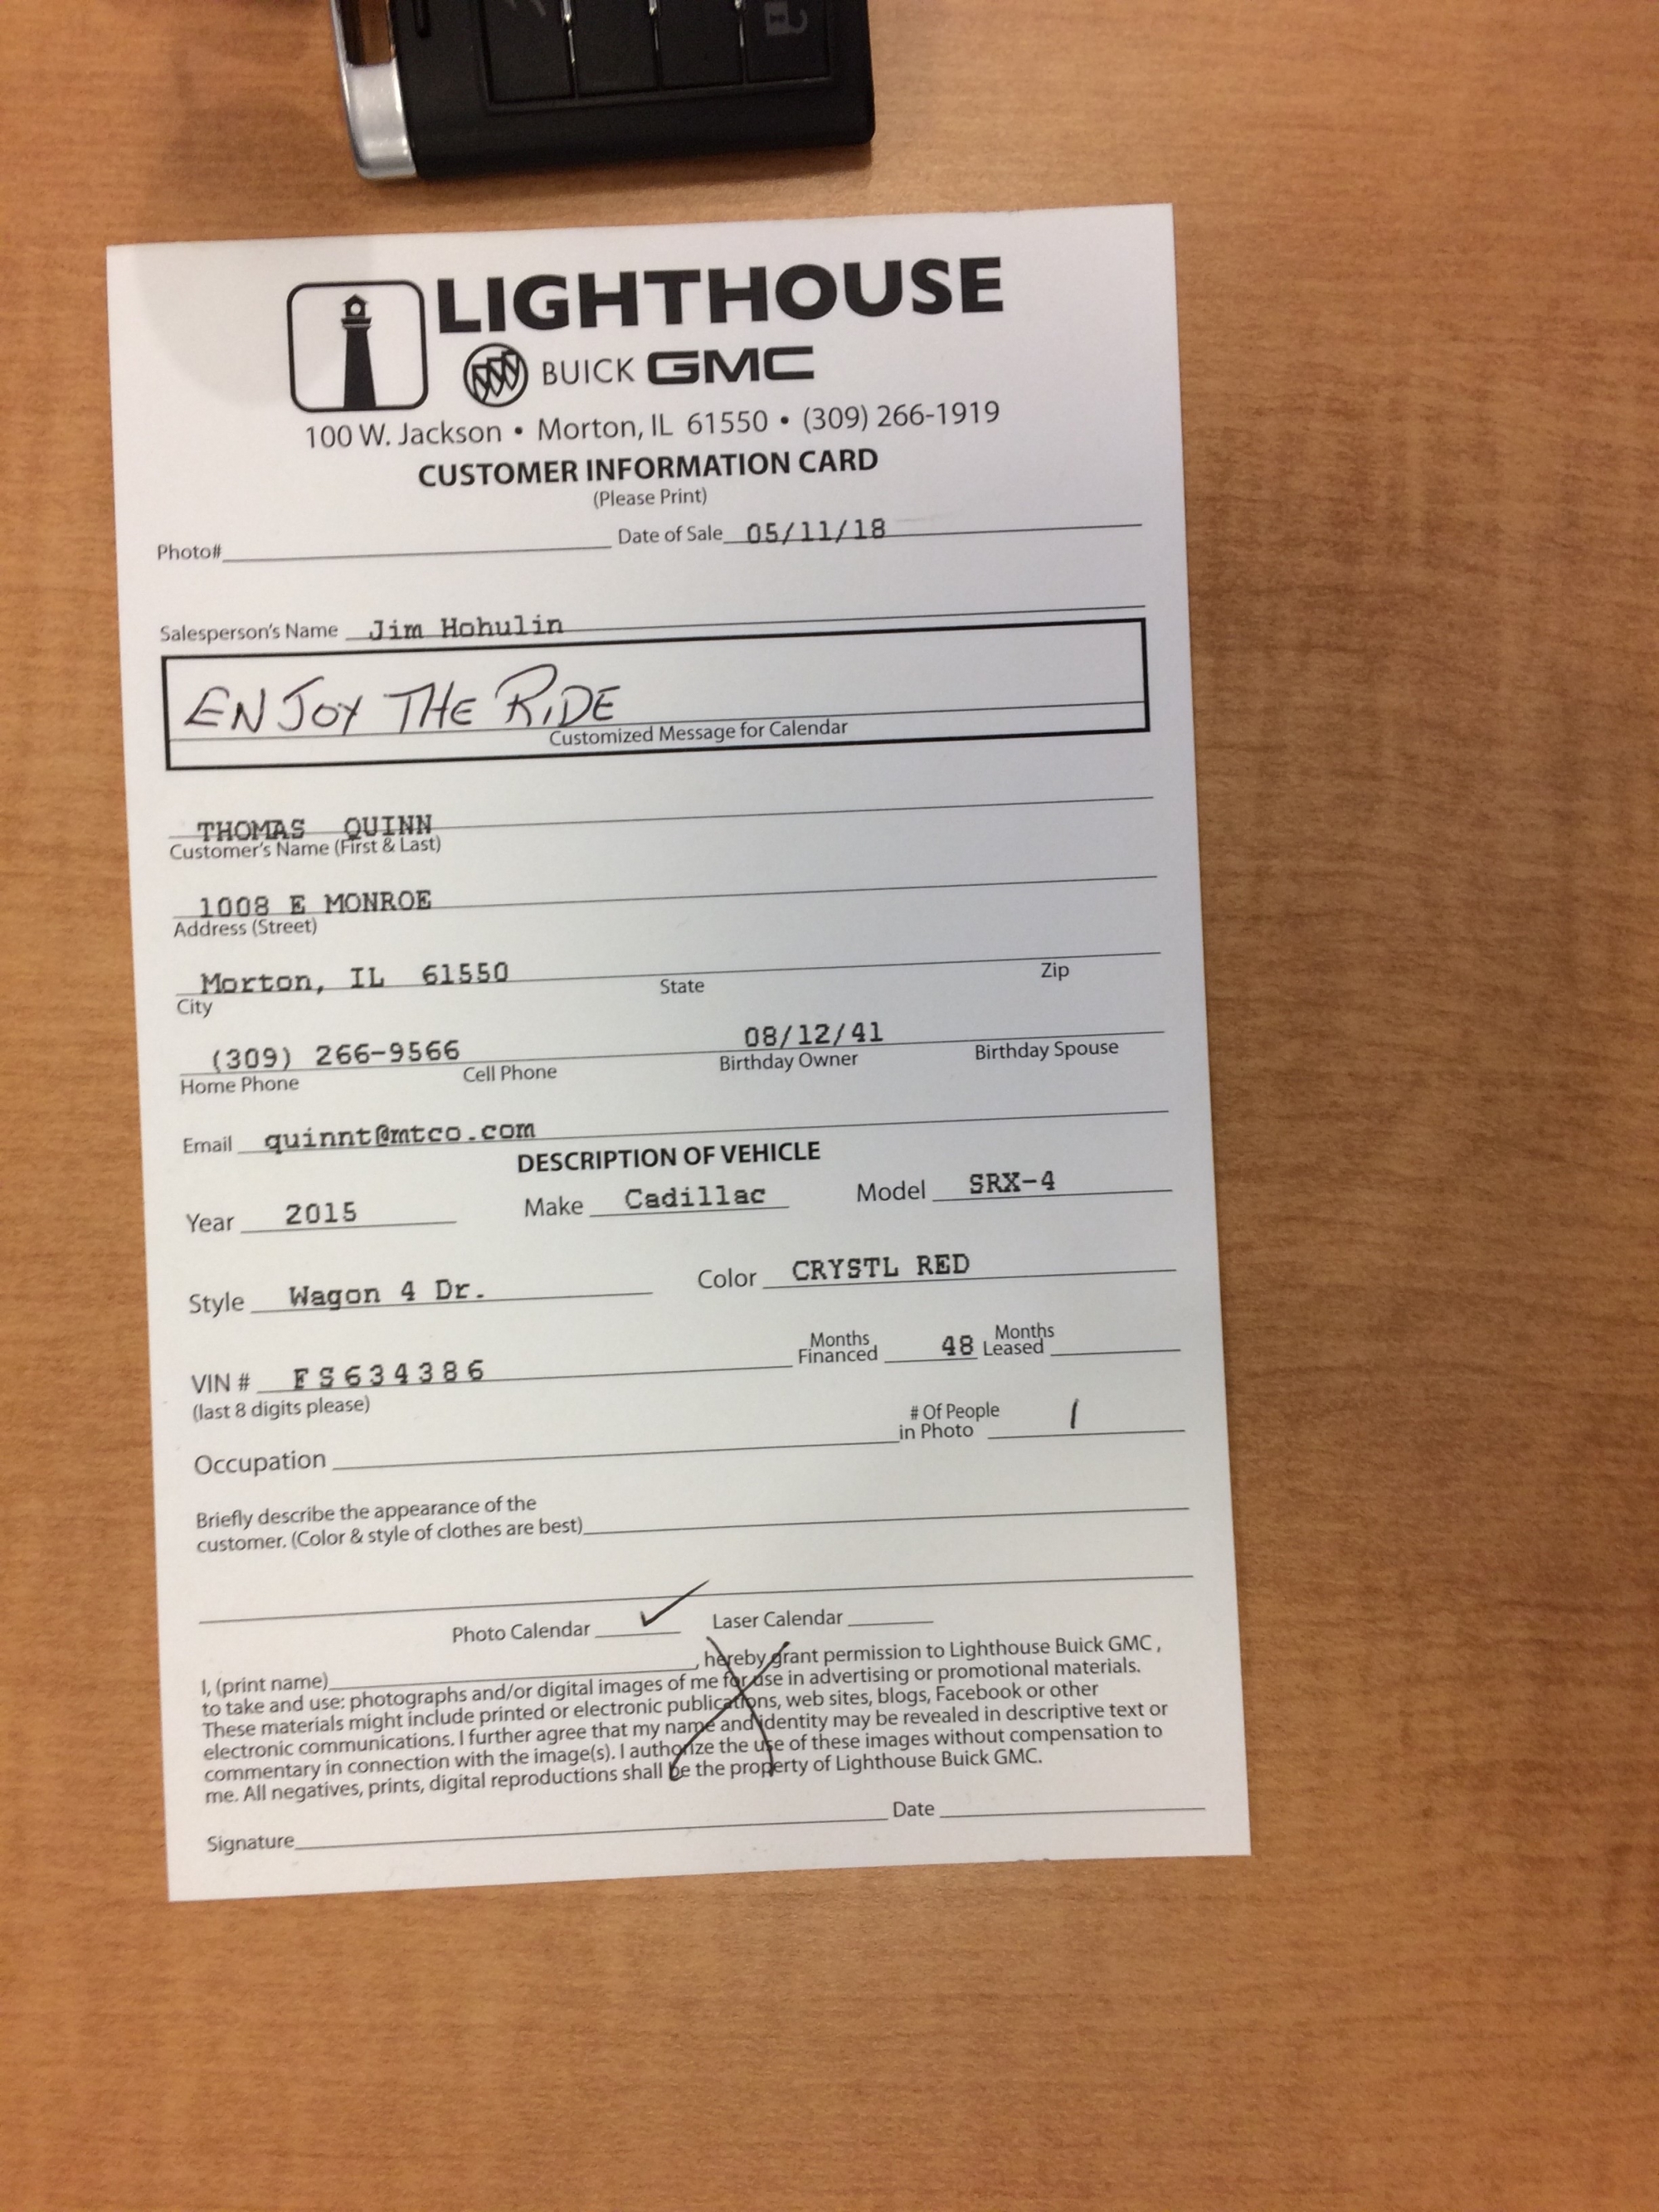 LIGHTHOUSE
BUICK GMC
100 W. Jackson • Morton, IL 61550 • (309) 266-1919
CUSTOMER INFORMATION CARD
(Please Print)
Photo# Date of Sale 05/11/18
Salesperson's Name Jim Hohulin
ENJOY THE RIDE
Customized Message for Calendar
THOMAS QUINN
Customer's Name (First & Last)
1008 E MONROE
Address (Street)
Morton, IL 61550
City State Zip
(309) 266-9566 08/12/41
Home Phone Cell Phone Birthday Owner Birthday Spouse
Email quinnt@mtco.com
DESCRIPTION OF VEHICLE
Year 2015 Make Cadillac Model SRX-4
Style Wagon 4 Dr. Color CRYSTL RED
VIN # FS634386 Months Financed 48 Months Leased
(last 8 digits please)
Occupation # Of People in Photo 1
Briefly describe the appearance of the
customer. (Color & style of clothes are best)
Photo Calendar ✓ Laser Calendar
I, (print name) , hereby grant permission to Lighthouse Buick GMC ,
to take and use: photographs and/or digital images of me for use in advertising or promotional materials.
These materials might include printed or electronic publications, web sites, blogs, Facebook or other
electronic communications. I further agree that my name and identity may be revealed in descriptive text or
commentary in connection with the image(s). I authorize the use of these images without compensation to
me. All negatives, prints, digital reproductions shall be the property of Lighthouse Buick GMC.
Signature Date